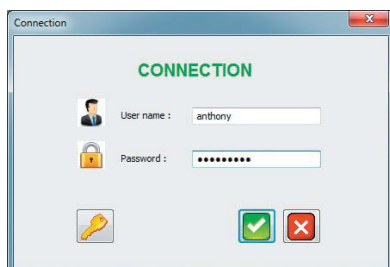 Connection
CONNECTION
User name :
anthony
Password :
•••••••••